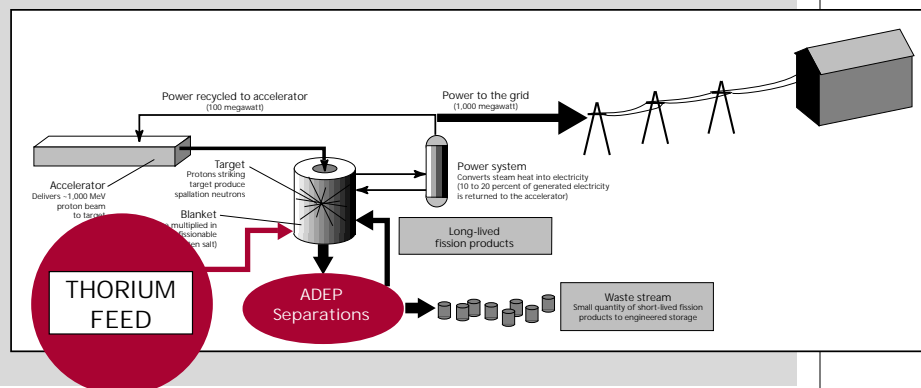 Power recycled to accelerator
(100 megawatt)
Power to the grid
(1,000 megawatt)
Accelerator
Delivers ~1,000 MeV
proton beam
to target
Target
Protons striking
target produce
spallation neutrons
Power system
Converts steam heat into electricity
(10 to 20 percent of generated electricity
is returned to the accelerator)
Blanket
multiplied in
fissionable
salt)
Long-lived
fission products
THORIUM
FEED
ADEP
Separations
Waste stream
Small quantity of short-lived fission
products to engineered storage